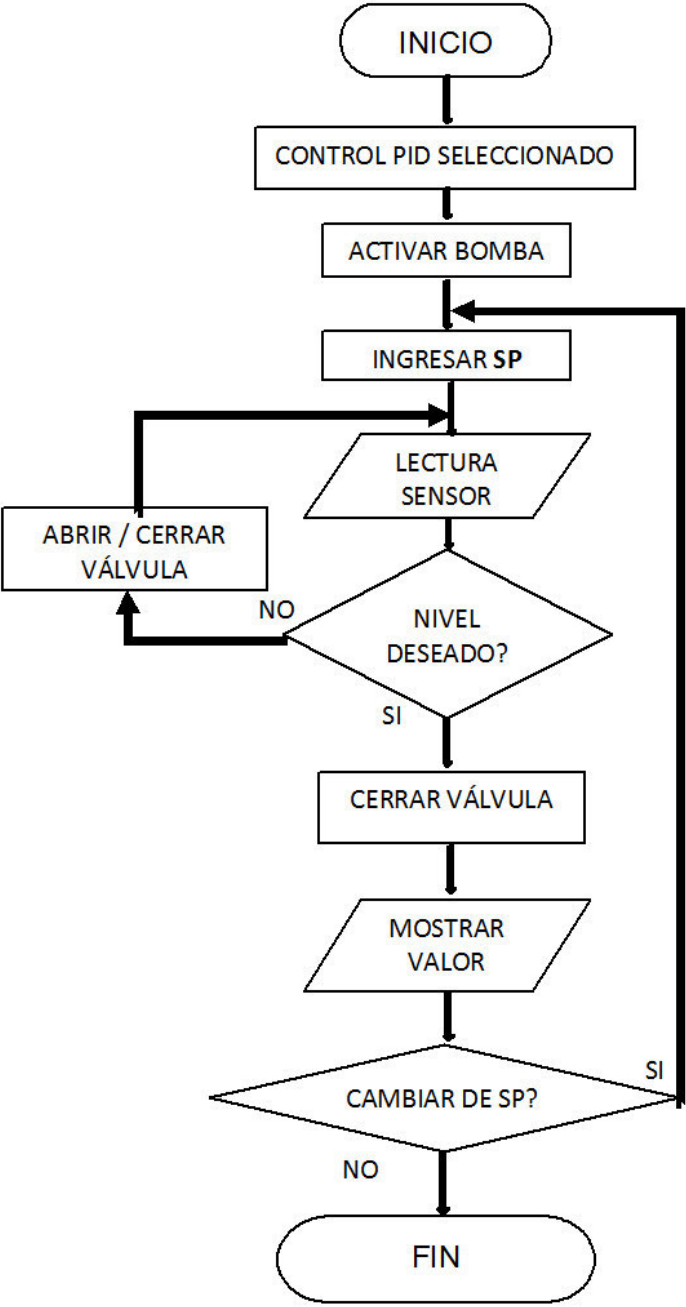 INICIO
CONTROL PID SELECCIONADO
ACTIVAR BOMBA
INGRESAR SP
LECTURA
SENSOR
ABRIR / CERRAR
VÁLVULA
NO
NIVEL
DESEADO?
SI
CERRAR VÁLVULA
MOSTRAR
VALOR
SI
CAMBIAR DE SP?
NO
FIN